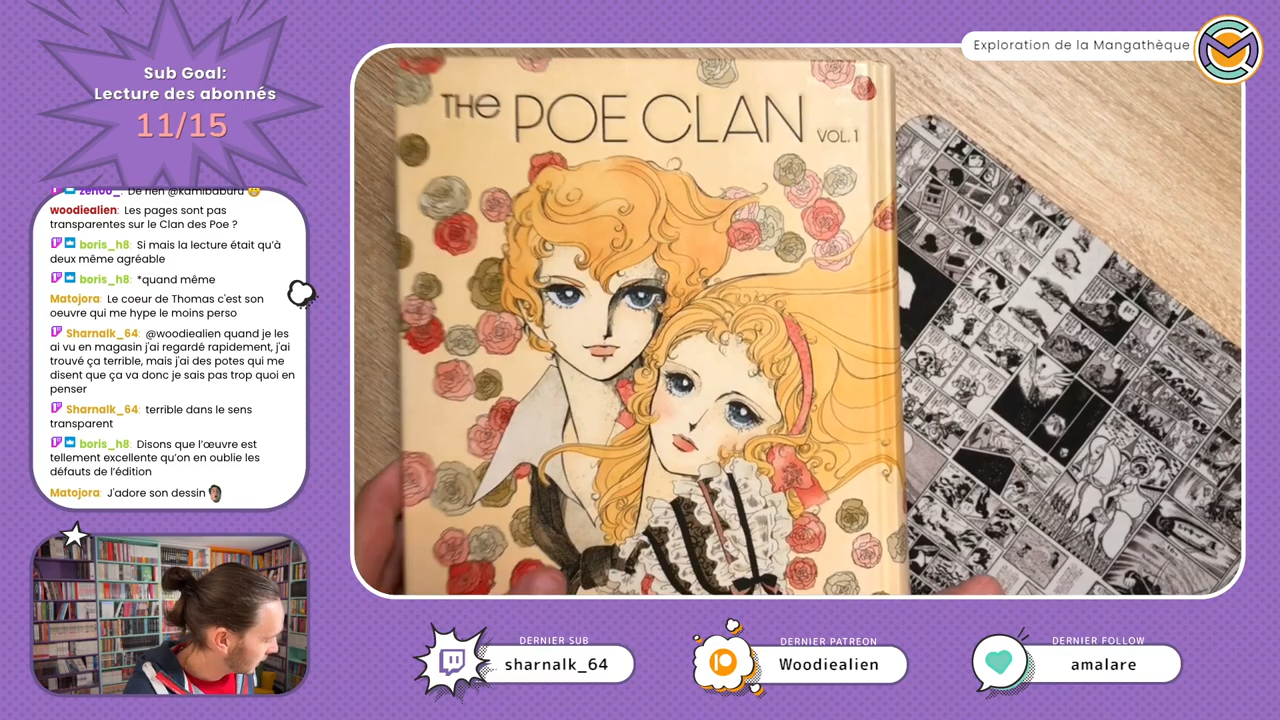 Sub Goal:
Lecture des abonnés
11/15
zeh00_: De rien @kamibaburu
woodiealien: Les pages sont pas
transparentes sur le Clan des Poe ?
boris_h8: Si mais la lecture était qu'à
deux même agréable
boris_h8: *quand même
Matojora: Le coeur de Thomas c'est son
oeuvre qui me hype le moins perso
Sharnalk_64: @woodiealien quand je les
ai vu en magasin j'ai regardé rapidement, j'ai
trouvé ça terrible, mais j'ai des potes qui me
disent que ça va donc je sais pas trop quoi en
penser
Sharnalk_64: terrible dans le sens
transparent
boris_h8: Disons que l'œuvre est
tellement excellente qu'on en oublie les
défauts de l'édition
Matojora: J'adore son dessin
Exploration de la Mangathèque
THE POE CLAN VOL. 1
DERNIER SUB
sharnalk_64
DERNIER PATREON
Woodiealien
DERNIER FOLLOW
amalare